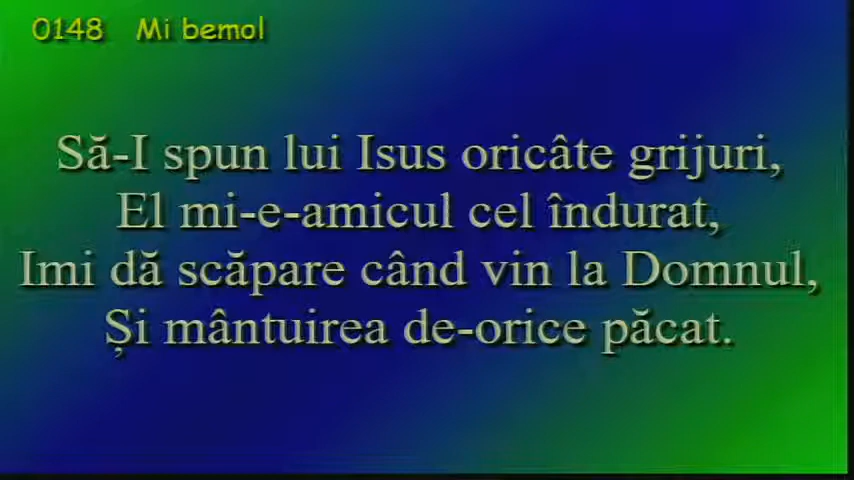 0148 Mi bemol
Să-I spun lui Isus oricâte grijuri,
El mi-e-amicul cel îndurat,
Imi dă scăpare când vin la Domnul,
Și mântuirea de-orice păcat.